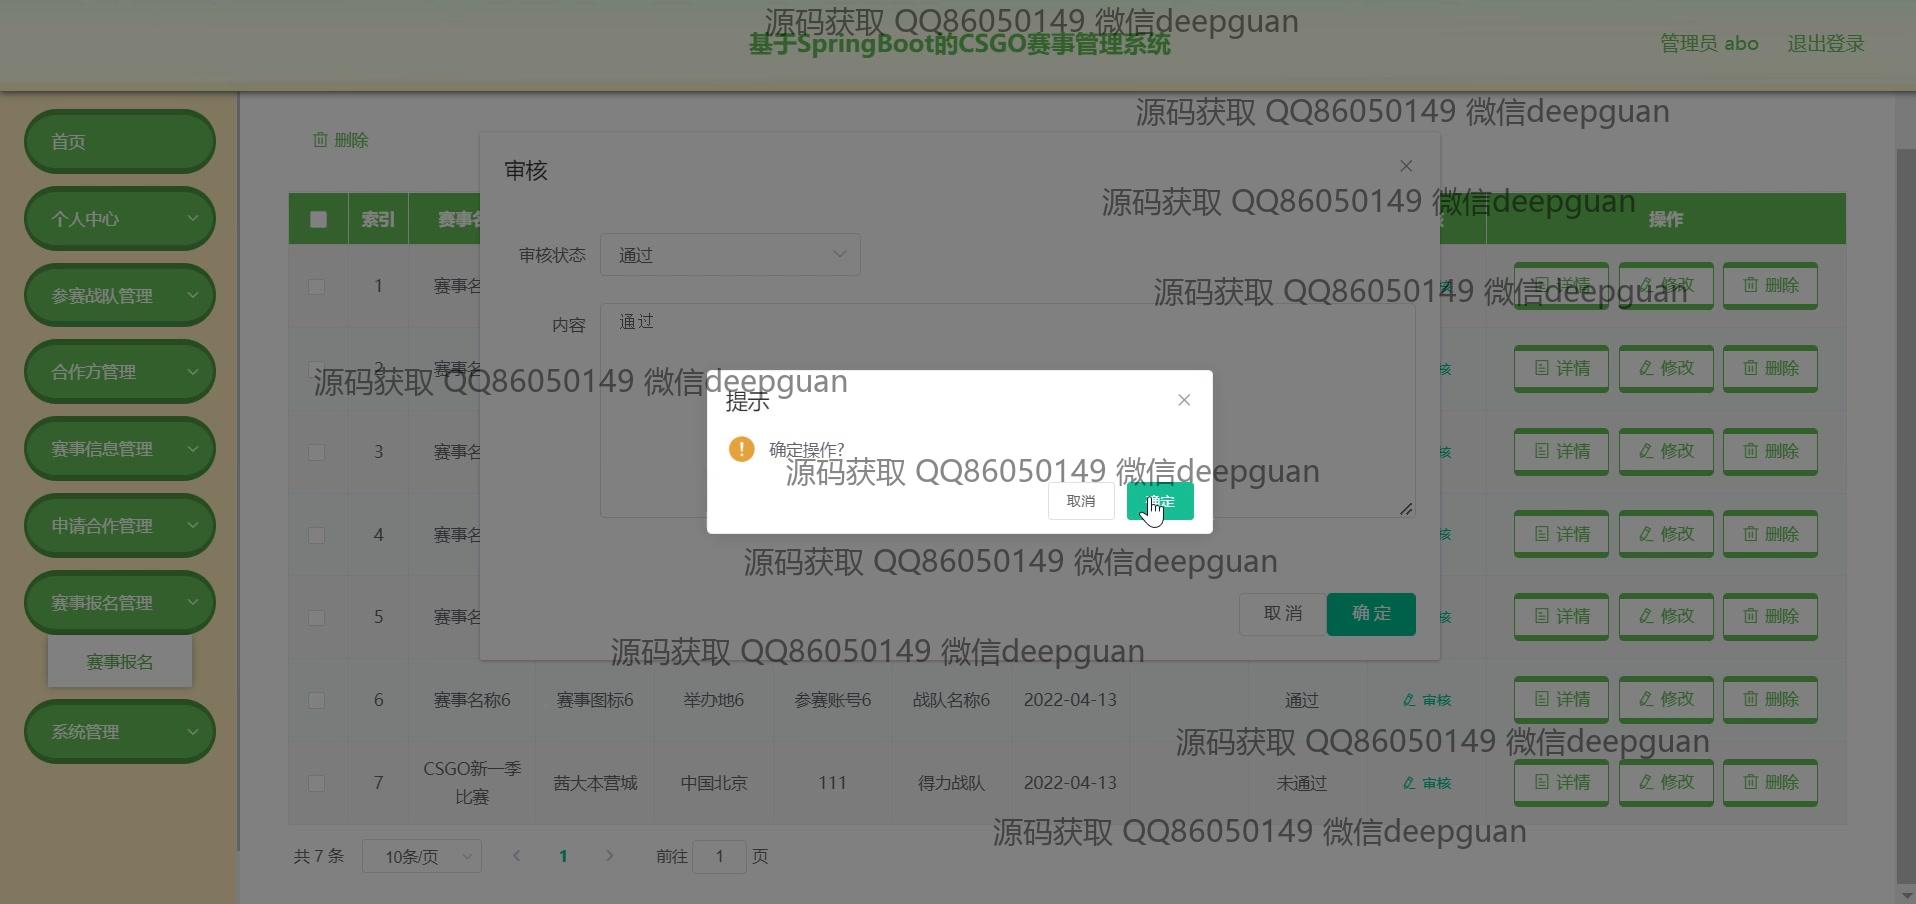 源码获取 QQ86050149 微信deepguan
基于SpringBoot的CSGO赛事管理系统
管理员 abo
退出登录
源码获取 QQ86050149 微信deepguan
首页
个人中心
参赛战队管理
合作方管理
赛事信息管理
申请合作管理
赛事报名管理
赛事报名
系统管理
删除
审核
源码获取 QQ86050149 微信deepguan
索引
赛事名
操作
审核状态
通过
1
赛事名
源码获取 QQ86050149 微信deepguan
详情
修改
删除
内容
通过
2
赛事名
核
详情
修改
删除
源码获取 QQ86050149 微信deepguan
提示
确定操作?
源码获取 QQ86050149 微信deepguan
取消
确定
3
赛事名
核
详情
修改
删除
4
赛事名
核
详情
修改
删除
源码获取 QQ86050149 微信deepguan
5
赛事名
取消
确定
核
详情
修改
删除
源码获取 QQ86050149 微信deepguan
6
赛事名称6
赛事图标6
举办地6
参赛账号6
战队名称6
2022-04-13
通过
审核
详情
修改
删除
源码获取 QQ86050149 微信deepguan
7
CSGO新一季
比赛
茜大本营城
中国北京
111
得力战队
2022-04-13
未通过
审核
详情
修改
删除
源码获取 QQ86050149 微信deepguan
共 7 条
10条/页
1
前往
1
页